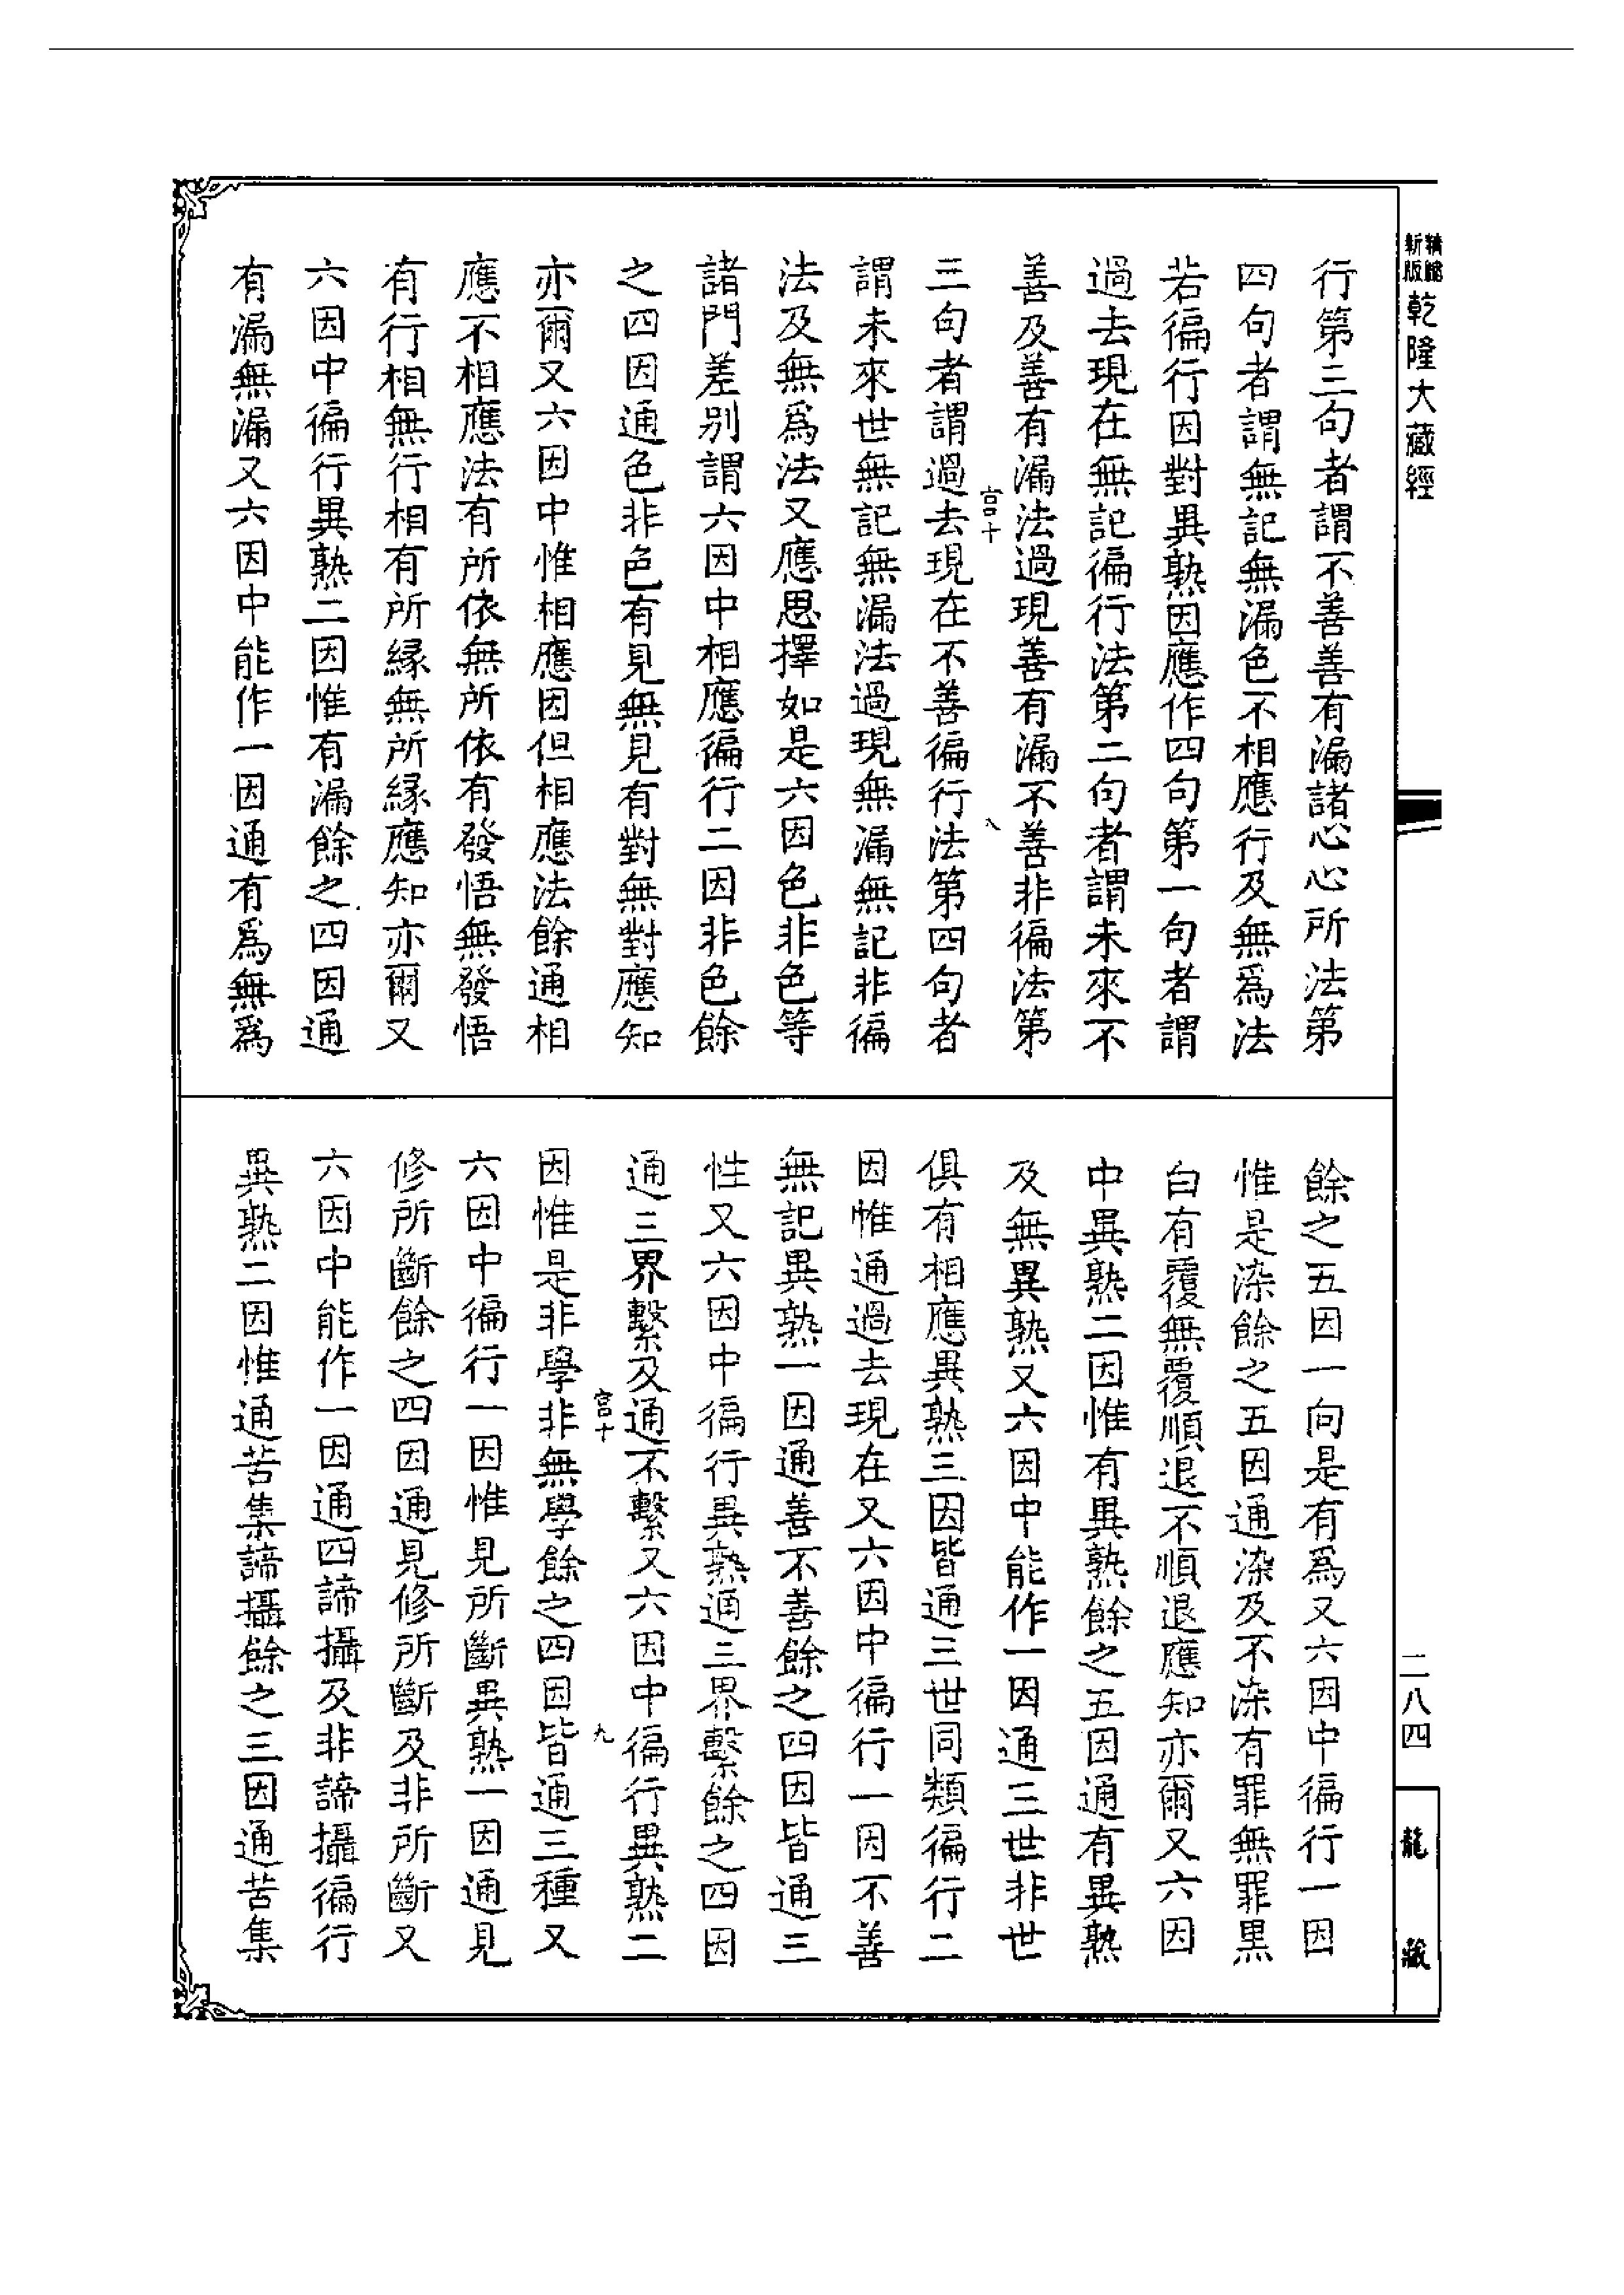 精縮
新版
乾隆大藏經
行第三句者謂不善善有漏諸心心所法第
四句者謂無記無漏色不相應行及無爲法
若徧行因對異熟因應作四句第一句者謂
過去現在無記徧行法第二句者謂未來不
善及善有漏法過現善有漏不善非徧法第
宮十
八
三句者謂過去現在不善徧行法第四句者
謂未來世無記無漏法過現無漏無記非徧
法及無爲法又應思擇如是六因色非色等
諸門差别謂六因中相應徧行二因非色餘
之四因通色非色有見無見有對無對應知
亦爾又六因中惟相應因但相應法餘通相
應不相應法有所依無所依有發悟無發悟
有行相無行相有所縁無所縁應知亦爾又
六因中徧行異熟二因惟有漏餘之四因通
有漏無漏又六因中能作一因通有爲無爲
餘之五因一向是有爲又六因中徧行一因
惟是染餘之五因通染及不染有罪無罪黒
白有覆無覆順退不順退應知亦爾又六因
中異熟二因惟有異熟餘之五因通有異熟
及無異熟又六因中能作一因通三世非世
俱有相應異熟三因皆通三世同類徧行二
因惟通過去現在又六因中徧行一因不善
無記異熟一因通善不善餘之四因皆通三
性又六因中徧行異熟通三界繫餘之四因
通三界繫及通不繫又六因中徧行異熟二
宮十
九
因惟是非學非無學餘之四因皆通三種又
六因中徧行一因惟見所斷異熟一因通見
修所斷餘之四因通見修所斷及非所斷又
六因中能作一因通四諦攝及非諦攝徧行
異熟二因惟通苦集諦攝餘之三因通苦集
二八四
龍藏